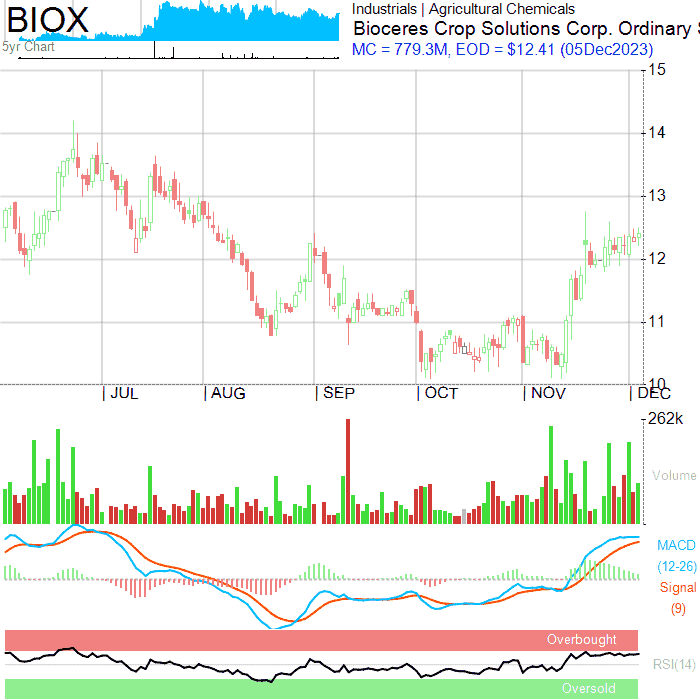 BIOX
5yr Chart
Industrials | Agricultural Chemicals
Bioceres Crop Solutions Corp. Ordinary S
MC = 779.3M, EOD = $12.41 (05Dec2023)
15
14
13
12
11
10
JUL AUG SEP OCT NOV DEC
262k
Volume
MACD
(12-26)
Signal
(9)
Overbought
RSI(14)
Oversold